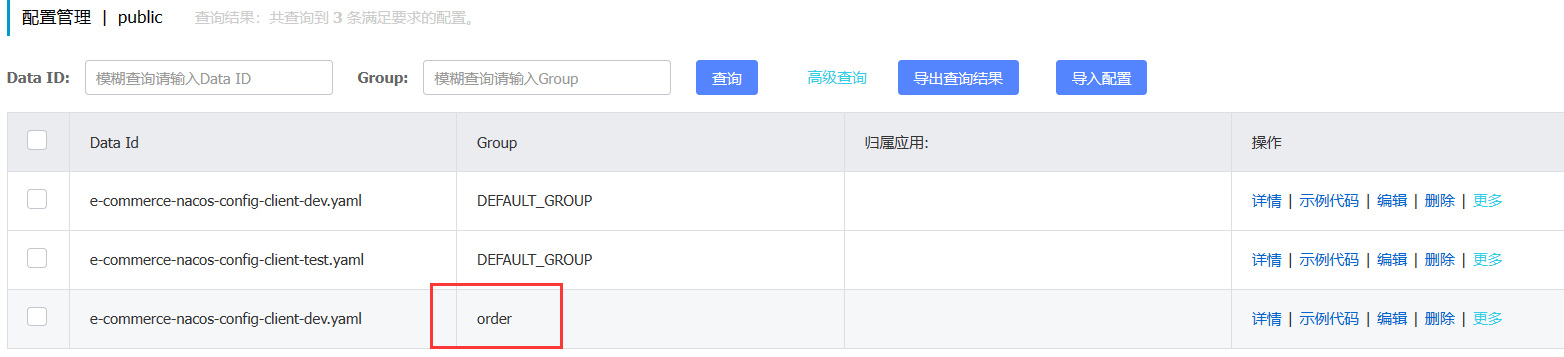 配置管理 | public 查询结果：共查询到 3 条满足要求的配置。
Data ID: 模糊查询请输入Data ID Group: 模糊查询请输入Group 查询 高级查询 导出查询结果 导入配置
Data Id Group 归属应用: 操作
e-commerce-nacos-config-client-dev.yaml DEFAULT_GROUP 详情 | 示例代码 | 编辑 | 删除 | 更多
e-commerce-nacos-config-client-test.yaml DEFAULT_GROUP 详情 | 示例代码 | 编辑 | 删除 | 更多
e-commerce-nacos-config-client-dev.yaml order 详情 | 示例代码 | 编辑 | 删除 | 更多